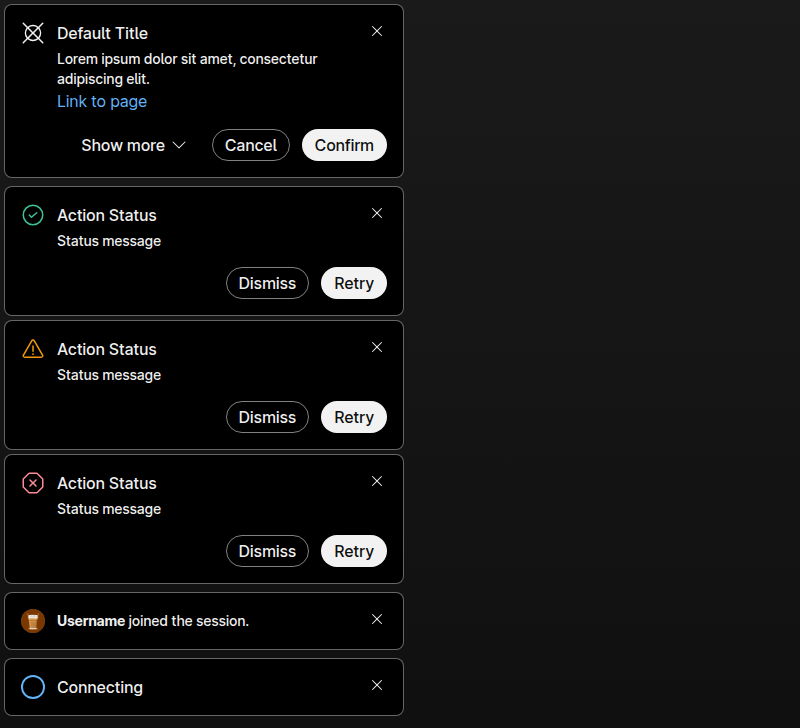 Default Title
Lorem ipsum dolor sit amet, consectetur
adipiscing elit.
Link to page
Show more Cancel Confirm
Action Status
Status message
Dismiss Retry
Action Status
Status message
Dismiss Retry
Action Status
Status message
Dismiss Retry
Username joined the session.
Connecting